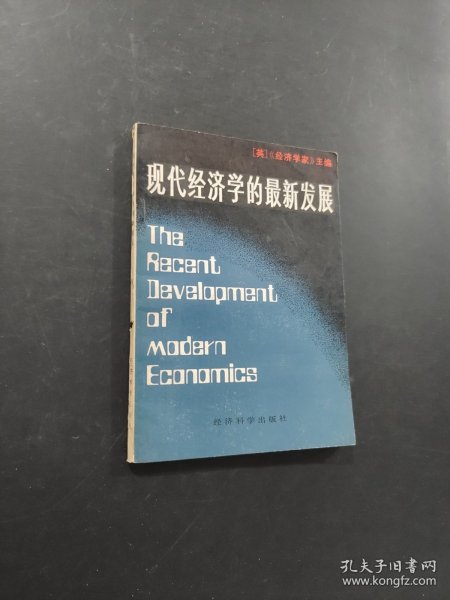 [英]《经济学家》主编
现代经济学的最新发展
The
Recent
Development
of
modern
Economics
经济科学出版社
孔夫子旧书网
www.kongfz.com